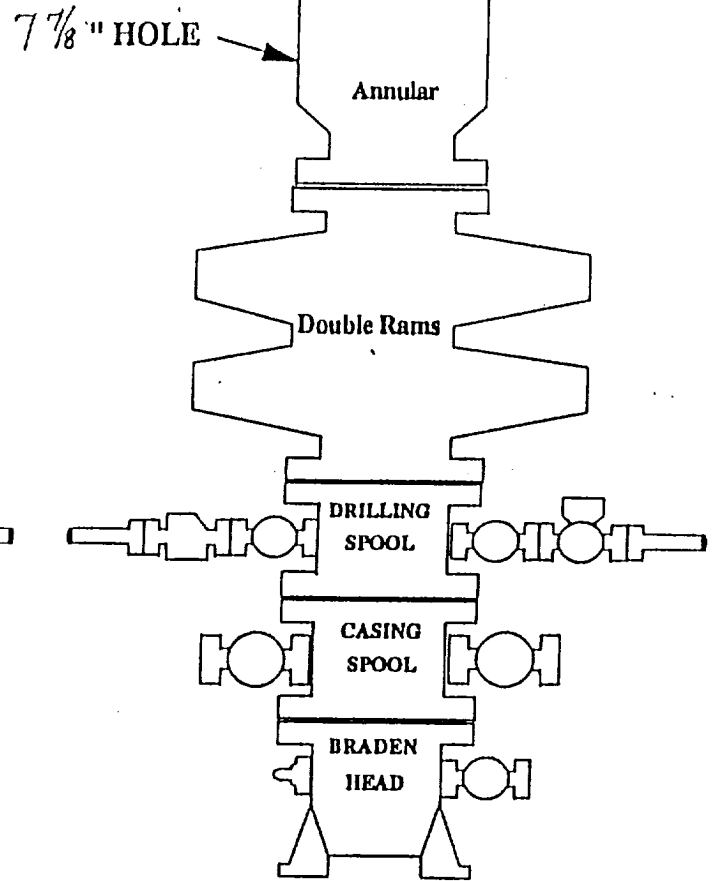 7 7/8 " HOLE
Annular
Double Rams
DRILLING
SPOOL
CASING
SPOOL
BRADEN
HEAD